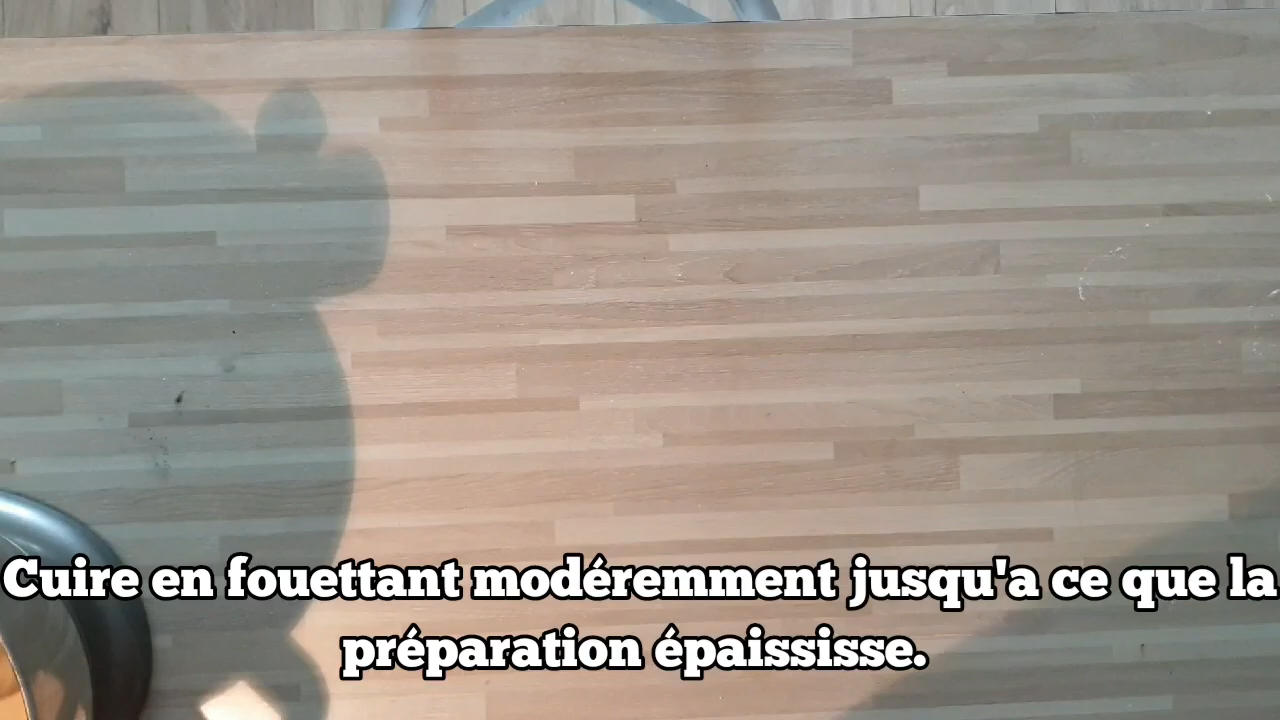 Cuire en fouettant modéremment jusqu'a ce que la
préparation épaississe.